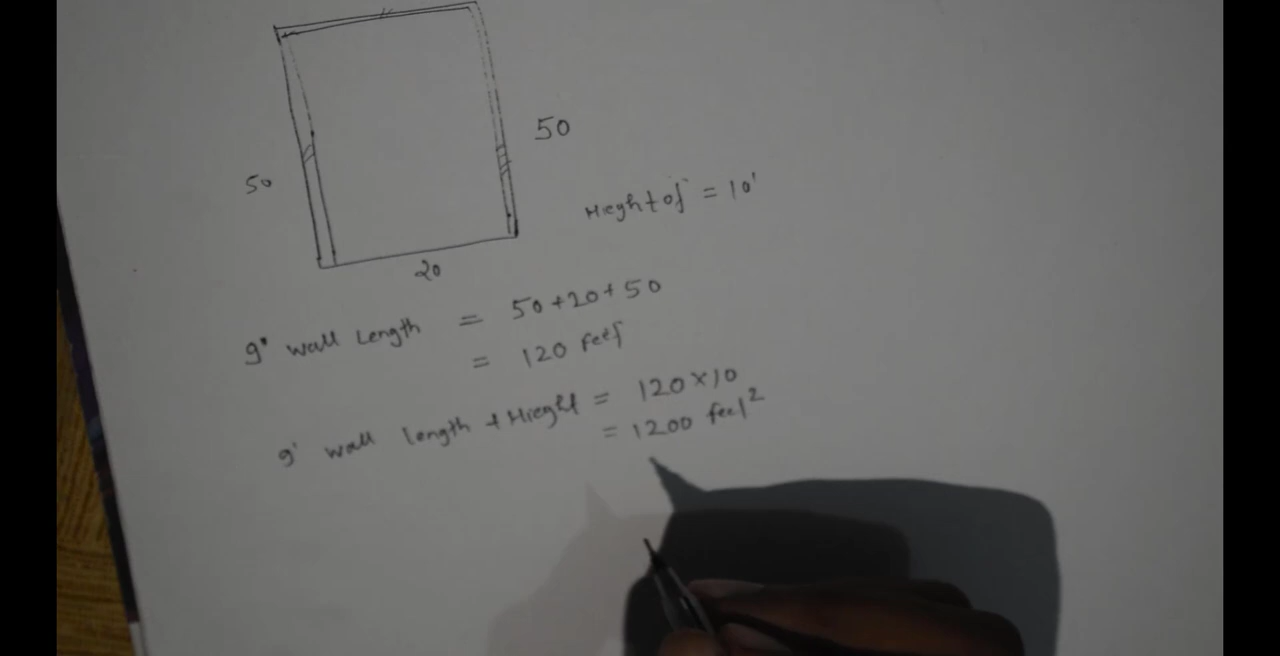 50
50
Hieght of = 10'
20
9" wall Length = 50+20+50
= 120 feet
9' wall length + Hieght = 120×10
= 1200 feet²